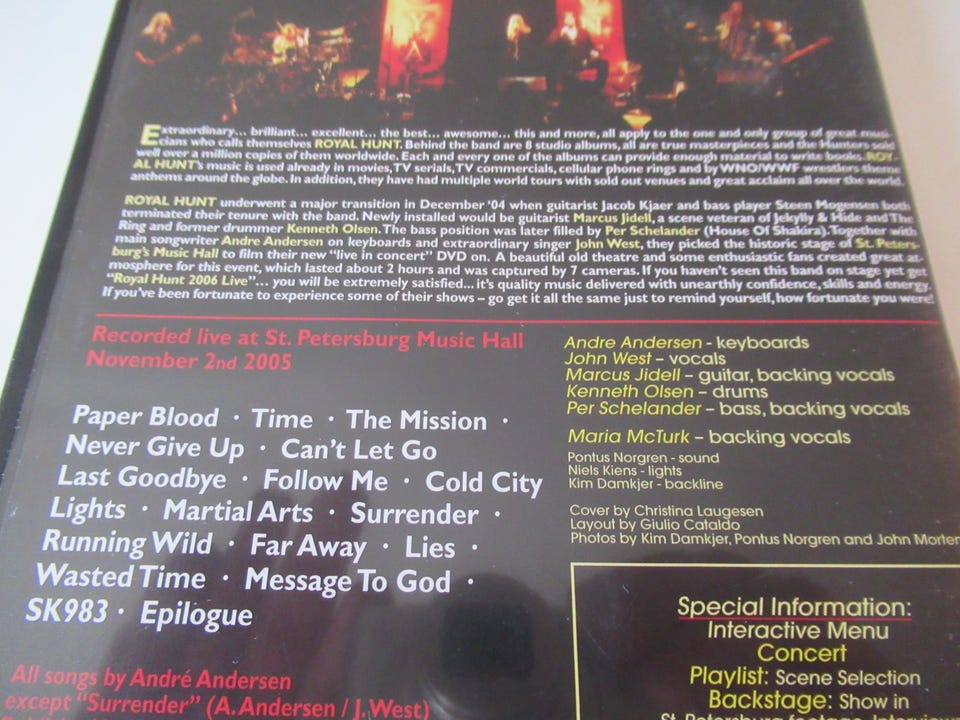 Extraordinary... brilliant... excellent... the best... awesome... this and more, all apply to the one and only group of great musi-
cians who calls themselves ROYAL HUNT. Behind the band are 8 studio albums, all are true masterpieces and the Hunters sold
well over a million copies of them worldwide. Each and every one of the albums can provide enough material to write books. ROY-
AL HUNT's music is used already in movies, TV serials, TV commercials, cellular phone rings and by WNO/WWF wrestlers theme
anthems around the globe. In addition, they have had multiple world tours with sold out venues and great acclaim all over the world.
ROYAL HUNT underwent a major transition in December '04 when guitarist Jacob Kjaer and bass player Steen Mogensen both
terminated their tenure with the band. Newly installed would be guitarist Marcus Jidell, a scene veteran of Jekylly & Hide and The
Ring and former drummer Kenneth Olsen. The bass position was later filled by Per Schelander (House Of Shakira). Together with
main songwriter Andre Andersen on keyboards and extraordinary singer John West, they picked the historic stage of St. Peters-
burg's Music Hall to film their new "live in concert" DVD on. A beautiful old theatre and some enthusiastic fans created great at-
mosphere for this event, which lasted about 2 hours and was captured by 7 cameras. If you haven't seen this band on stage yet get
"Royal Hunt 2006 Live"... you will be extremely satisfied... it's quality music delivered with unearthly confidence, skills and energy.
If you've been fortunate to experience some of their shows – go get it all the same just to remind yourself, how fortunate you were!
Recorded live at St. Petersburg Music Hall
November 2nd 2005
Paper Blood · Time · The Mission ·
Never Give Up · Can't Let Go
Last Goodbye · Follow Me · Cold City
Lights · Martial Arts · Surrender ·
Running Wild · Far Away · Lies ·
Wasted Time · Message To God ·
SK983 · Epilogue
All songs by André Andersen
except "Surrender" (A. Andersen / J. West)
Andre Andersen - keyboards
John West – vocals
Marcus Jidell – guitar, backing vocals
Kenneth Olsen – drums
Per Schelander – bass, backing vocals
Maria McTurk – backing vocals
Pontus Norgren - sound
Niels Kiens - lights
Kim Damkjer - backline
Cover by Christina Laugesen
Layout by Giulio Cataldo
Photos by Kim Damkjer, Pontus Norgren and John Morten
Special Information:
Interactive Menu
Concert
Playlist: Scene Selection
Backstage: Show in
St. Petersburg footage, Interview